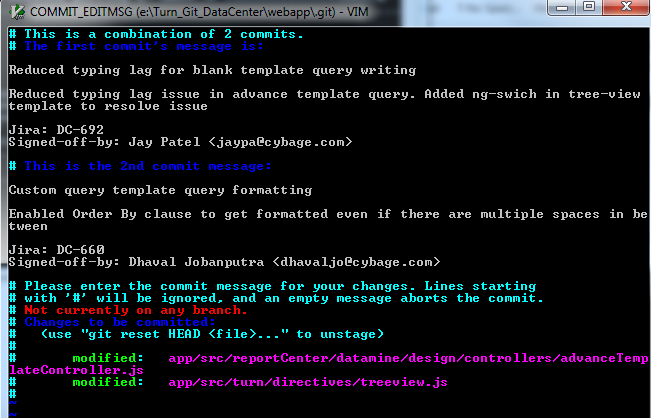 COMMIT_EDITMSG (e:\Turn_Git_DataCenter\webapp\.git) - VIM
# This is a combination of 2 commits.
# The first commit's message is:
Reduced typing lag for blank template query writing
Reduced typing lag issue in advance template query. Added ng-swich in tree-view
template to resolve issue
Jira: DC-692
Signed-off-by: Jay Patel <jaypa@cybage.com>
# This is the 2nd commit message:
Custom query template query formatting
Enabled Order By clause to get formatted even if there are multiple spaces in be
tween
Jira: DC-660
Signed-off-by: Dhaval Jobanputra <dhavaljo@cybage.com>
# Please enter the commit message for your changes. Lines starting
# with '#' will be ignored, and an empty message aborts the commit.
# Not currently on any branch.
# Changes to be committed:
#   (use "git reset HEAD <file>..." to unstage)
#
#       modified:   app/src/reportCenter/datamine/design/controllers/advanceTemp
lateController.js
#       modified:   app/src/turn/directives/treeview.js
#
~